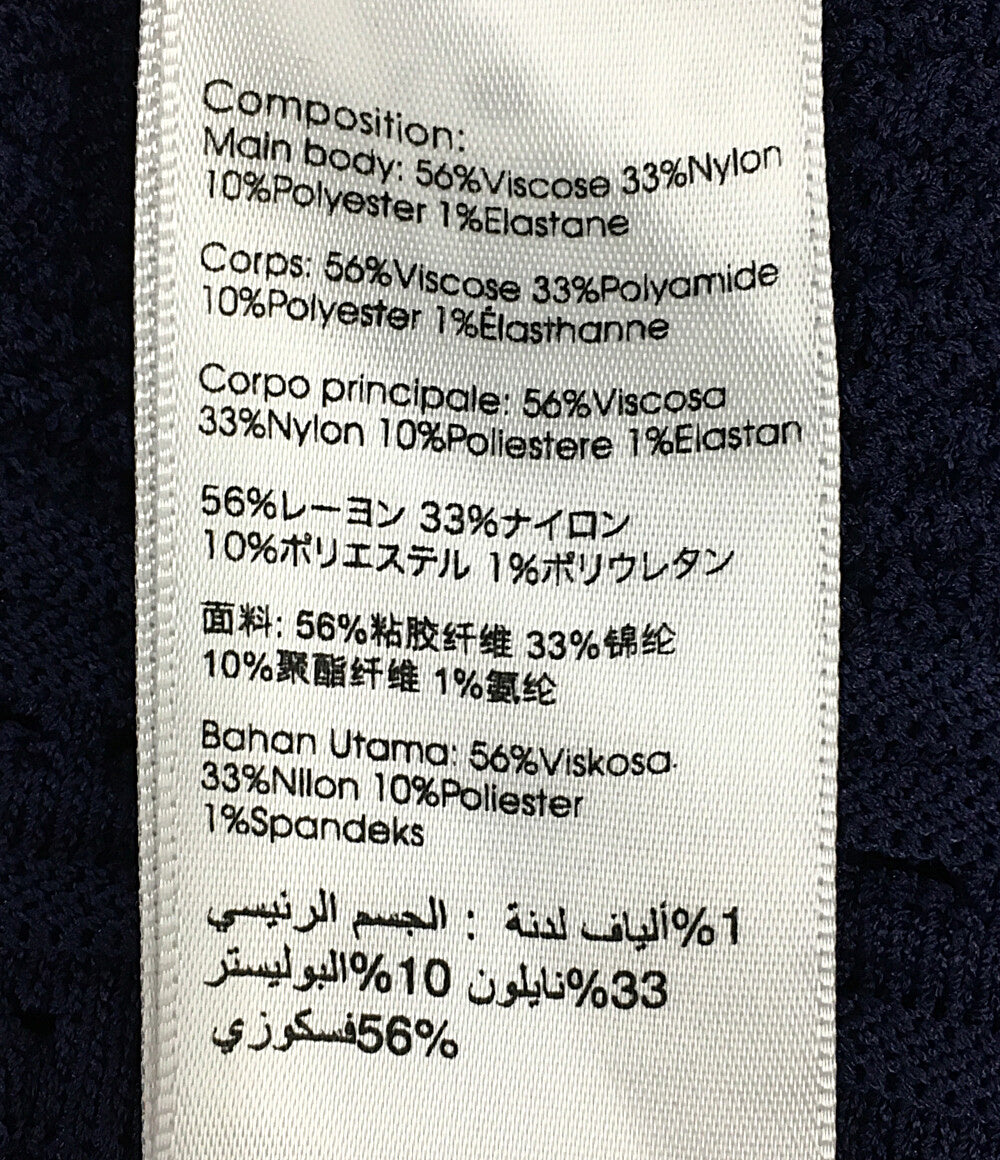 Composition:
Main body: 56%Viscose 33%Nylon
10%Polyester 1%Elastane
Corps: 56%Viscose 33%Polyamide
10%Polyester 1%Élasthanne
Corpo principale: 56%Viscosa
33%Nylon 10%Poliestere 1%Elastan
56%レーヨン 33%ナイロン
10%ポリエステル 1%ポリウレタン
面料: 56%粘胶纤维 33%锦纶
10%聚酯纤维 1%氨纶
Bahan Utama: 56%Viskosa
33%Nilon 10%Poliester
1%Spandeks
1%ألياف لدنة : الجسم الرئيسي
33%نايلون 10%البوليستر
56%فسكوزي